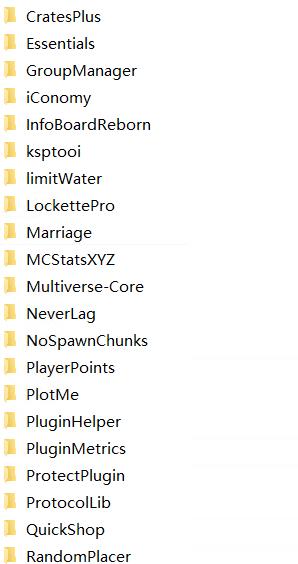 CratesPlus
Essentials
GroupManager
iConomy
InfoBoardReborn
ksptooi
limitWater
LockettePro
Marriage
MCStatsXYZ
Multiverse-Core
NeverLag
NoSpawnChunks
PlayerPoints
PlotMe
PluginHelper
PluginMetrics
ProtectPlugin
ProtocolLib
QuickShop
RandomPlacer